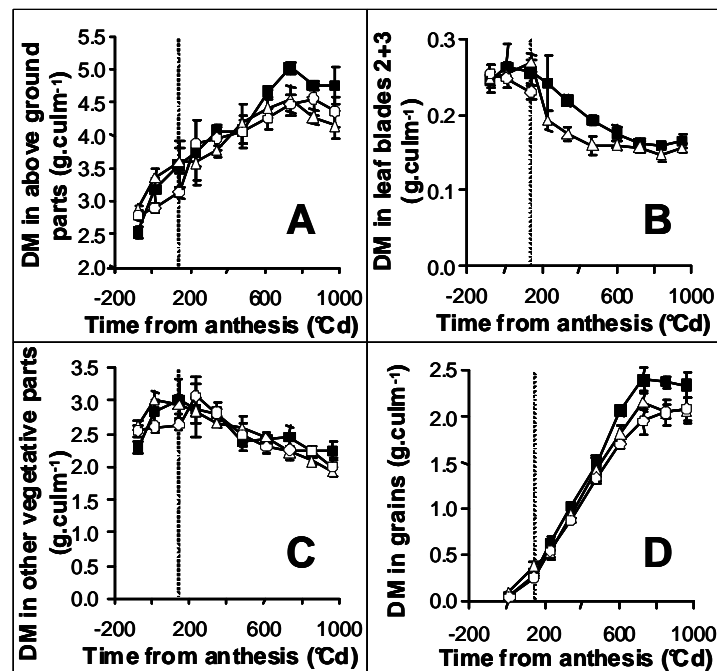 DM in above ground
parts (g.culm-1)
5.5
5.0
4.5
4.0
3.5
3.0
2.5
2.0
A
-200 200 600 1000
Time from anthesis (°Cd)
DM in leaf blades 2+3
(g.culm-1)
0.3
0.2
0.1
0.0
B
-200 200 600 1000
Time from anthesis (°Cd)
DM in other vegetative parts
(g.culm-1)
3.5
3.0
2.5
2.0
1.5
1.0
0.5
0.0
C
-200 200 600 1000
Time from anthesis (°Cd)
DM in grains (g.culm-1)
2.5
2.0
1.5
1.0
0.5
0.0
D
-200 200 600 1000
Time from anthesis (°Cd)